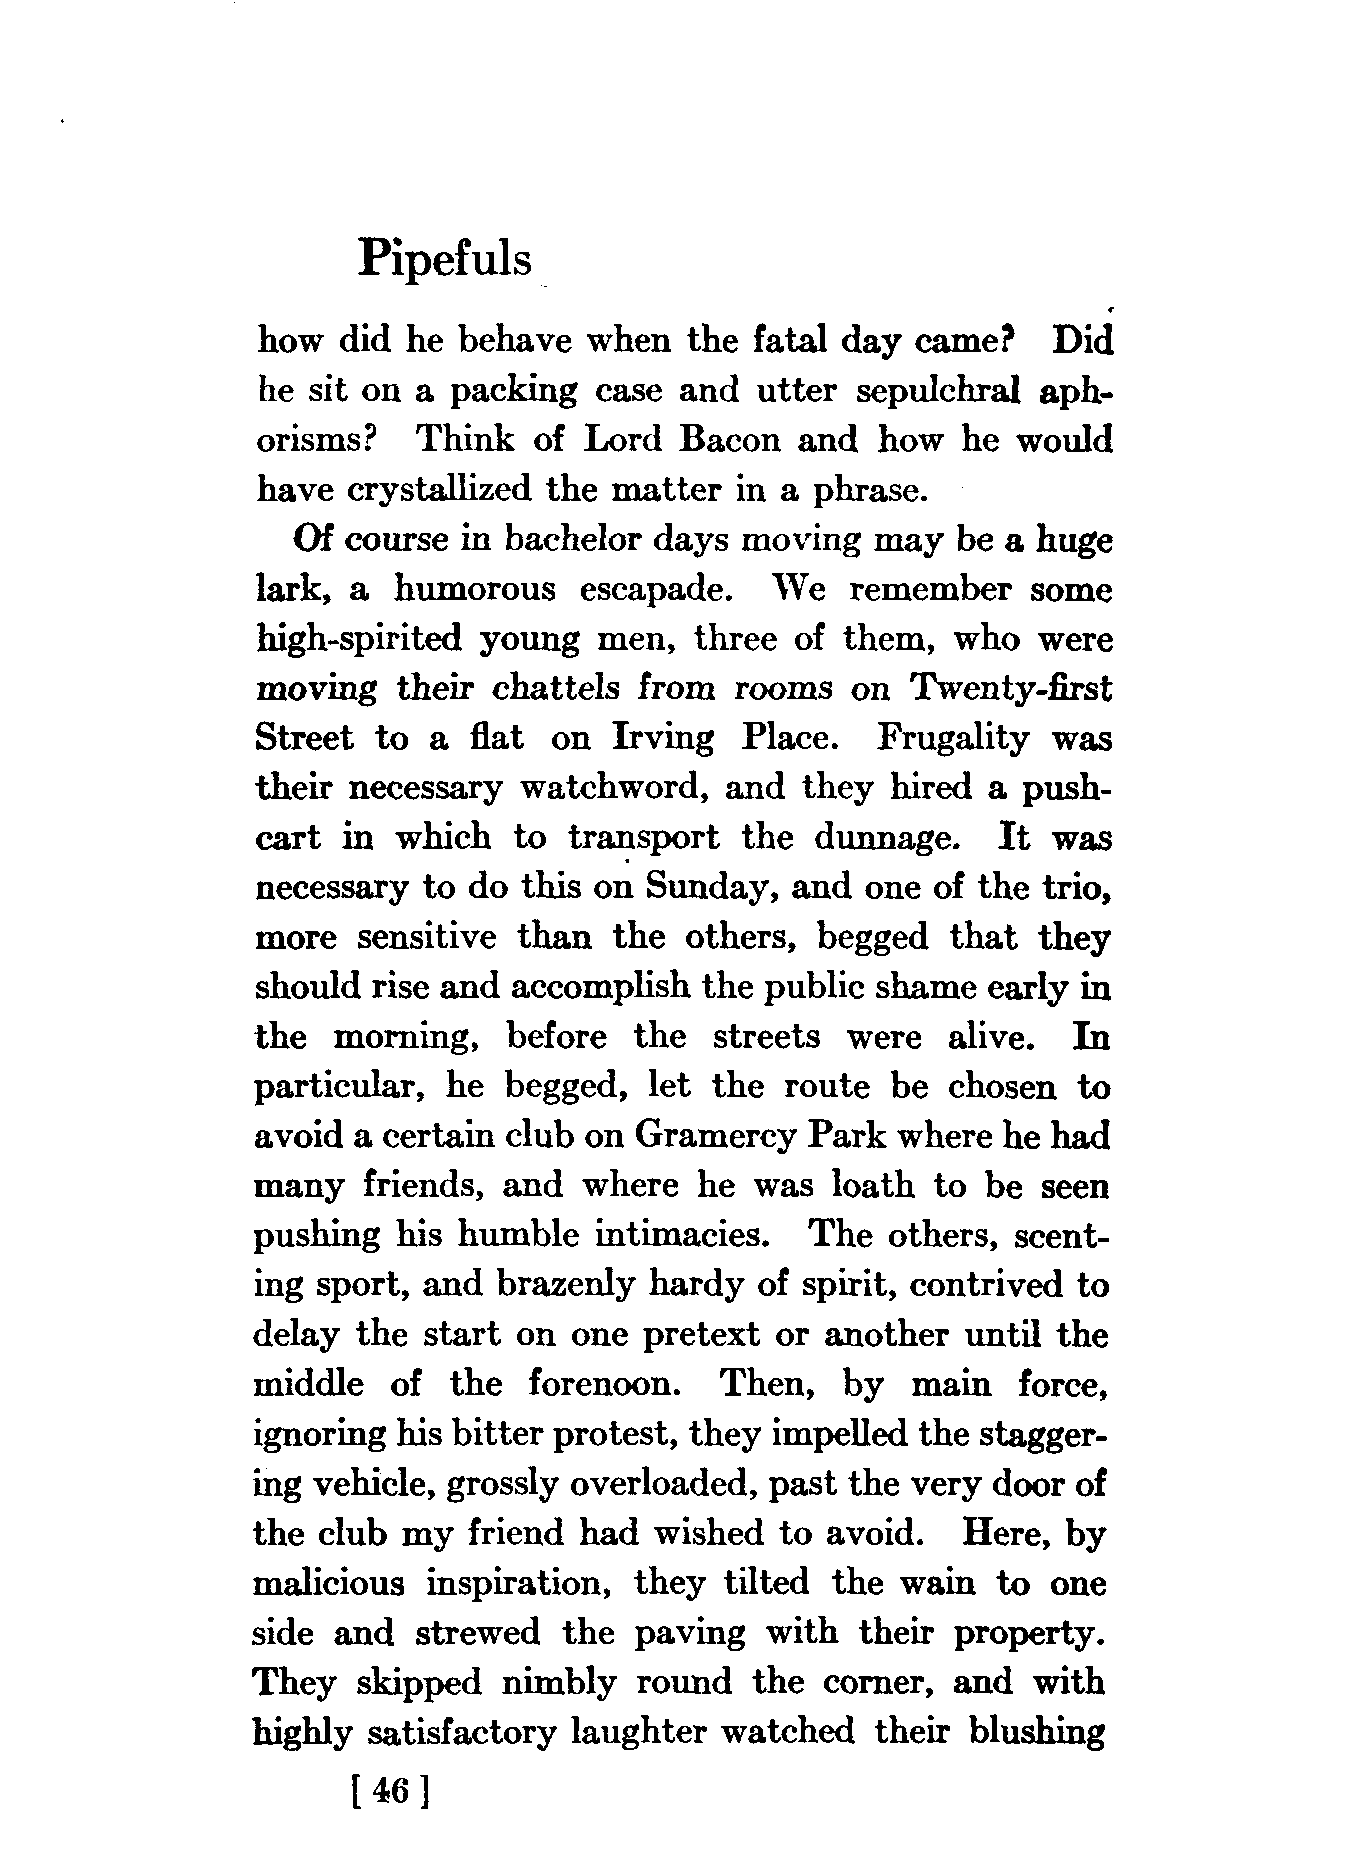 Pipefuls
how did he behave when the fatal day came? Did
he sit on a packing case and utter sepulchral aph-
orisms? Think of Lord Bacon and how he would
have crystallized the matter in a phrase.
Of course in bachelor days moving may be a huge
lark, a humorous escapade. We remember some
high-spirited young men, three of them, who were
moving their chattels from rooms on Twenty-first
Street to a flat on Irving Place. Frugality was
their necessary watchword, and they hired a push-
cart in which to transport the dunnage. It was
necessary to do this on Sunday, and one of the trio,
more sensitive than the others, begged that they
should rise and accomplish the public shame early in
the morning, before the streets were alive. In
particular, he begged, let the route be chosen to
avoid a certain club on Gramercy Park where he had
many friends, and where he was loath to be seen
pushing his humble intimacies. The others, scent-
ing sport, and brazenly hardy of spirit, contrived to
delay the start on one pretext or another until the
middle of the forenoon. Then, by main force,
ignoring his bitter protest, they impelled the stagger-
ing vehicle, grossly overloaded, past the very door of
the club my friend had wished to avoid. Here, by
malicious inspiration, they tilted the wain to one
side and strewed the paving with their property.
They skipped nimbly round the corner, and with
highly satisfactory laughter watched their blushing
[ 46 ]